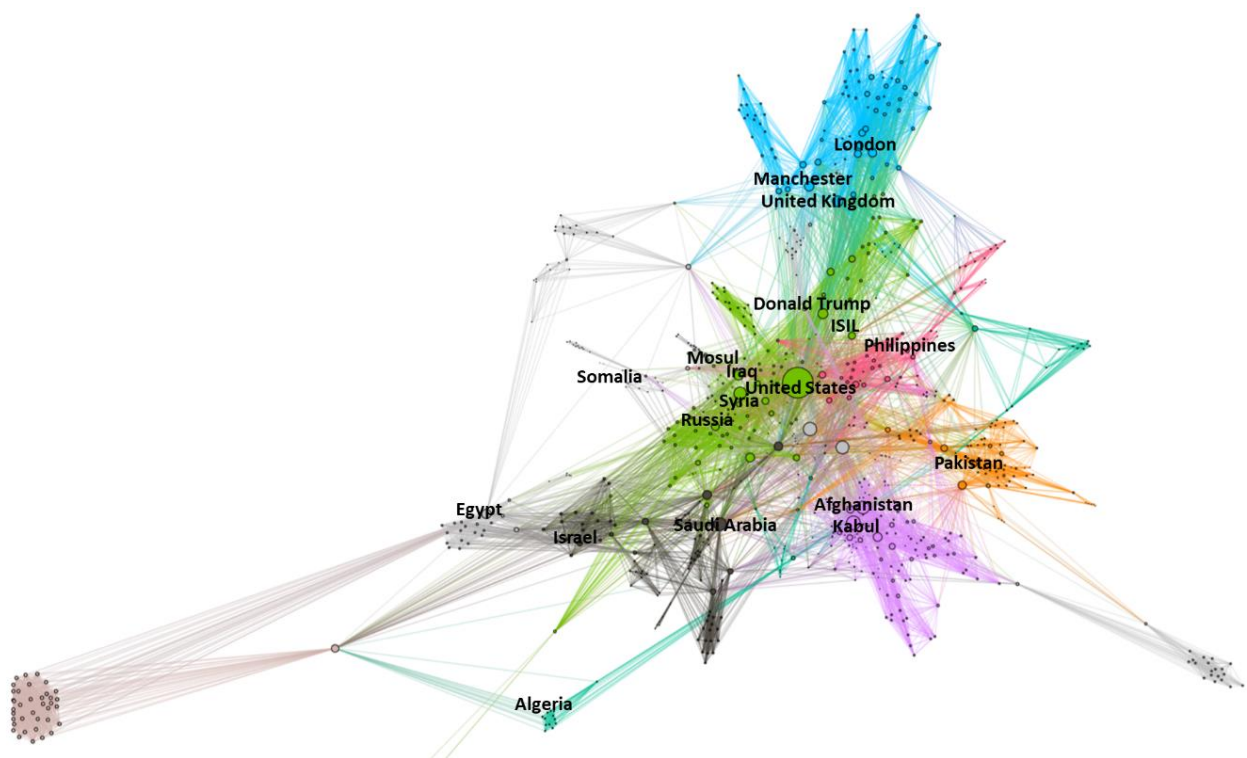 London
Manchester
United Kingdom
Donald Trump
ISIL
Philippines
Mosul
Iraq
Somalia
United States
Syria
Russia
Pakistan
Egypt
Afghanistan
Saudi Arabia
Kabul
Israel
Algeria